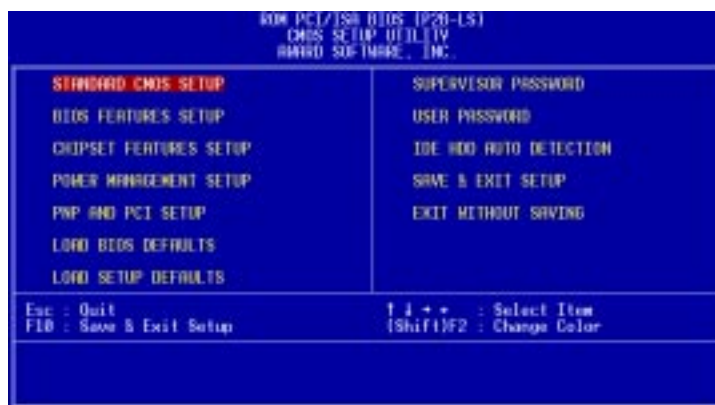 ROM PCI/ISA BIOS (P2B-LS)
CMOS SETUP UTILITY
AWARD SOFTWARE, INC.
STANDARD CMOS SETUP
BIOS FEATURES SETUP
CHIPSET FEATURES SETUP
POWER MANAGEMENT SETUP
PNP AND PCI SETUP
LOAD BIOS DEFAULTS
LOAD SETUP DEFAULTS
SUPERVISOR PASSWORD
USER PASSWORD
IDE HDD AUTO DETECTION
SAVE & EXIT SETUP
EXIT WITHOUT SAVING
Esc : Quit
F10 : Save & Exit Setup
↑ ↓ → ← : Select Item
(Shift)F2 : Change Color